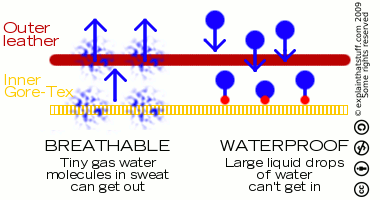 Outer
leather
Inner
Gore-Tex
BREATHABLE
Tiny gas water
molecules in sweat
can get out
WATERPROOF
Large liquid drops
of water
can't get in
© explainthatstuff.com 2009
Some rights reserved